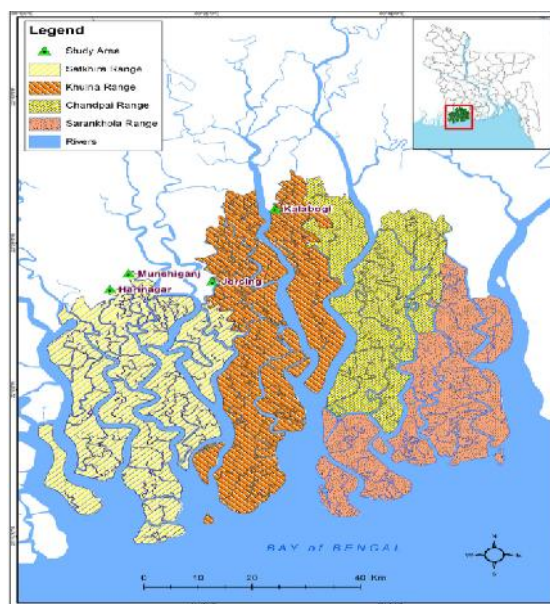 Legend
Study Area
Satkhira Range
Khulna Range
Chandpai Range
Sarankhola Range
Rivers
Kalabogi
Munshiganj
Harinagar
Jorsing
BAY of BENGAL
N
S
0 10 20 40 Km